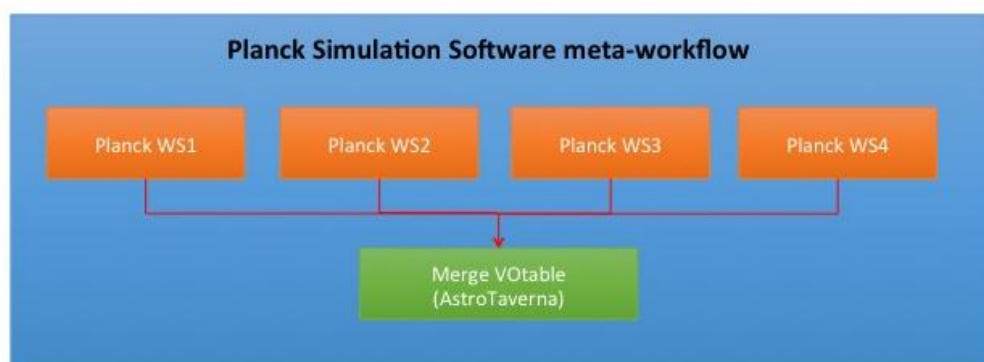 Planck Simulation Software meta-workflow
Planck WS1
Planck WS2
Planck WS3
Planck WS4
Merge VOtable
(AstroTaverna)